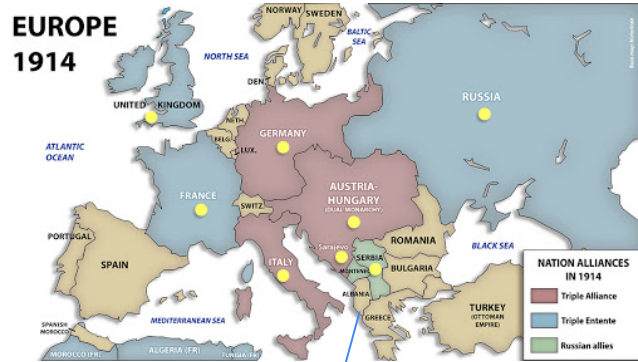 EUROPE
1914
NORWAY
SWEDEN
BALTIC
SEA
NORTH SEA
DEN.
UNITED KINGDOM
NETH.
BELG.
LUX.
GERMANY
RUSSIA
ATLANTIC
OCEAN
FRANCE
SWITZ.
AUSTRIA-
HUNGARY
(DUAL MONARCHY)
PORTUGAL
SPAIN
ITALY
Sarajevo
SERBIA
MONTENEG.
ROMANIA
BULGARIA
BLACK SEA
ALBANIA
GREECE
TURKEY
(OTTOMAN
EMPIRE)
MEDITERRANEAN SEA
SPANISH
MOROCCO
MOROCCO (FR)
ALGERIA (FR)
TUNISIA (FR)
NATION ALLIANCES
IN 1914
Triple Alliance
Triple Entente
Russian allies